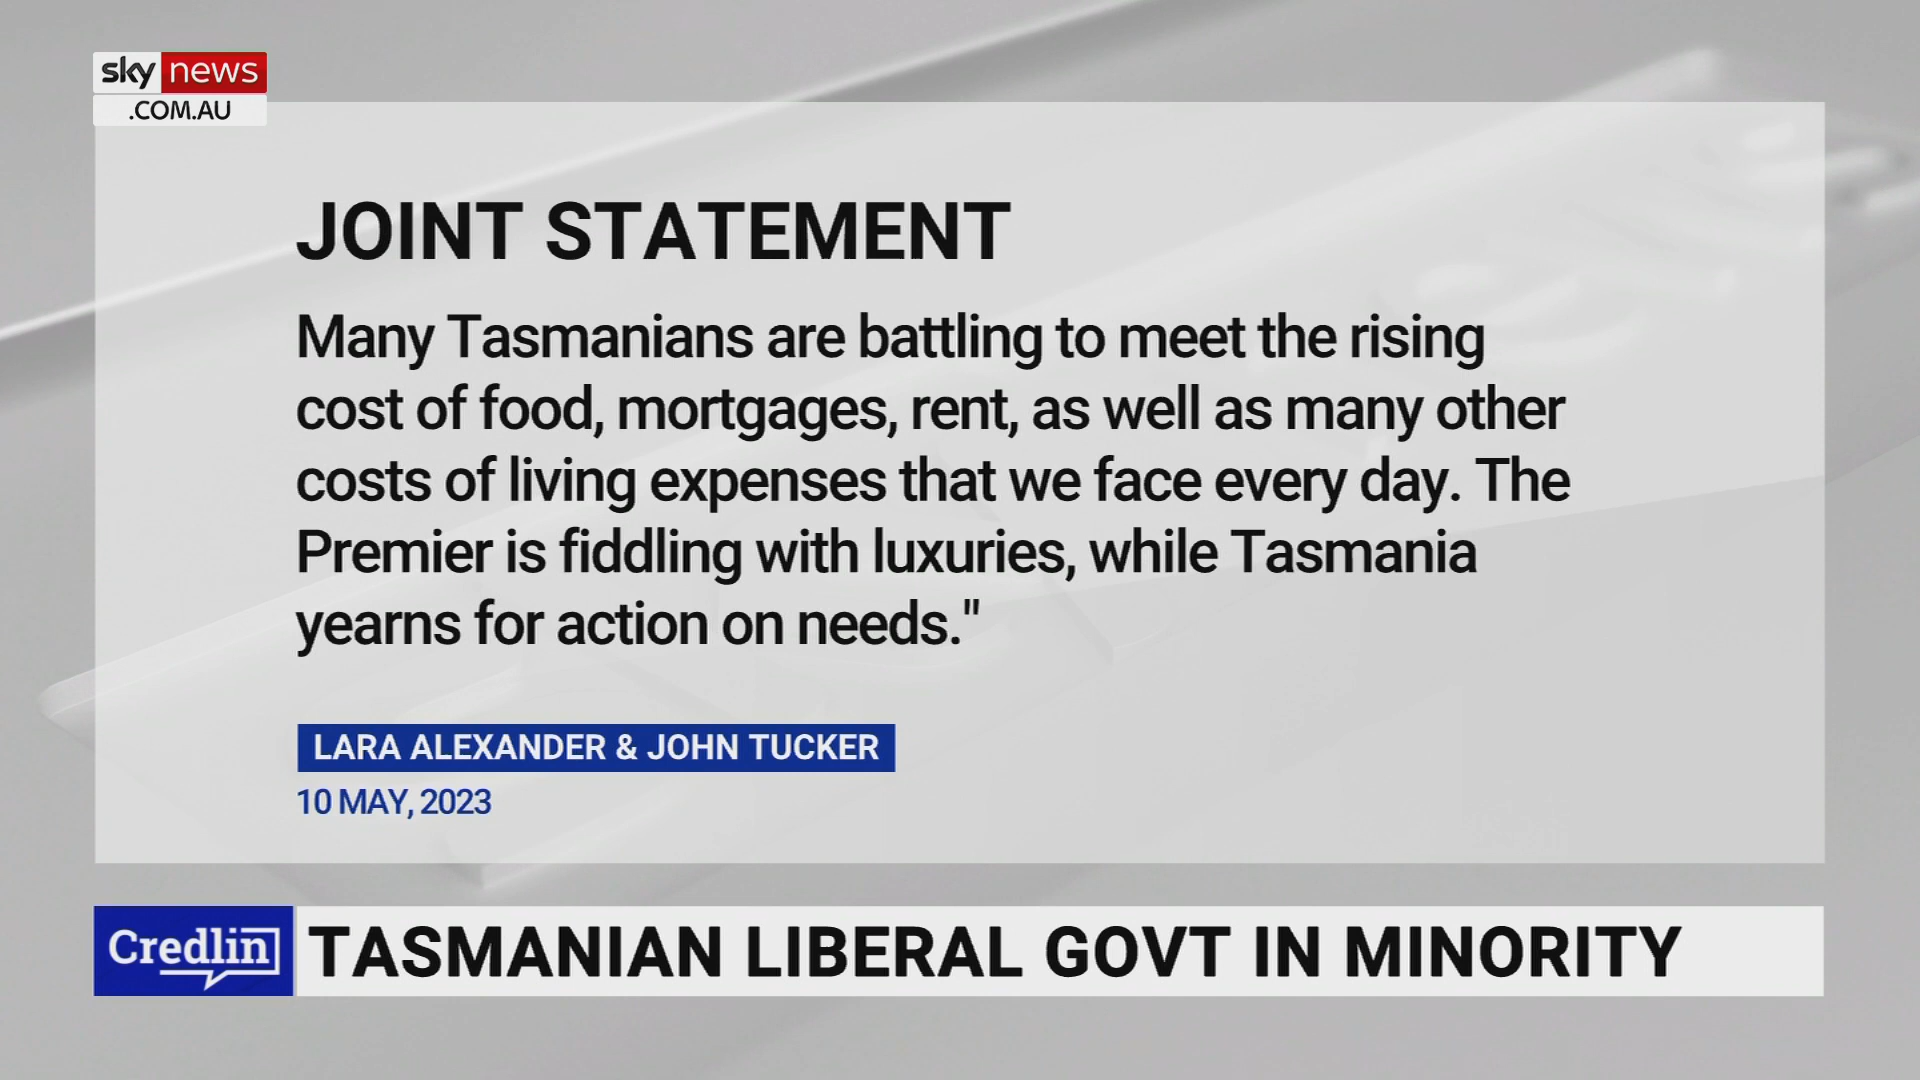 sky news
.COM.AU
JOINT STATEMENT
Many Tasmanians are battling to meet the rising
cost of food, mortgages, rent, as well as many other
costs of living expenses that we face every day. The
Premier is fiddling with luxuries, while Tasmania
yearns for action on needs."
LARA ALEXANDER & JOHN TUCKER
10 MAY, 2023
Credlin TASMANIAN LIBERAL GOVT IN MINORITY